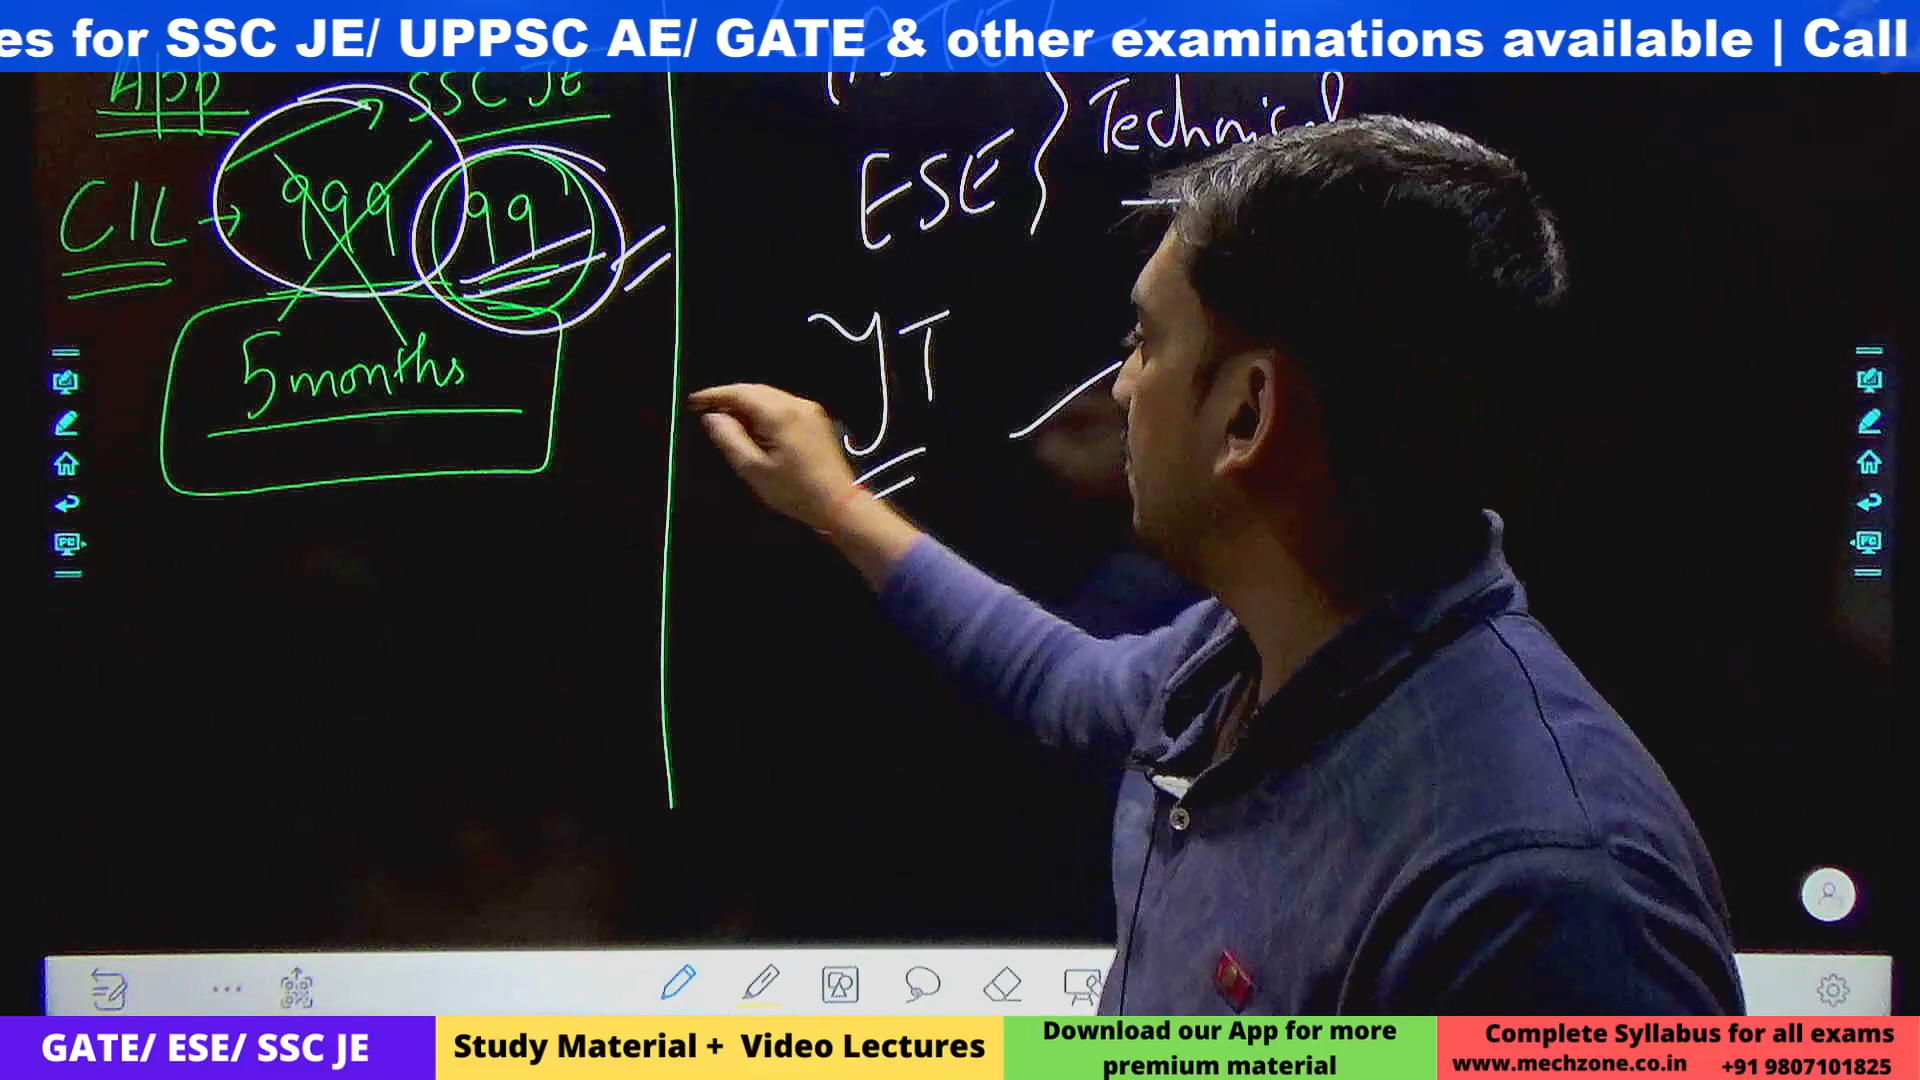 es for SSC JE/ UPPSC AE/ GATE & other examinations available | Call
App
SSC JE
CIL → 999 99
5 months
Technical
ESE
YT
PC
PC
GATE/ ESE/ SSC JE
Study Material + Video Lectures
Download our App for more
premium material
Complete Syllabus for all exams
www.mechzone.co.in +91 9807101825